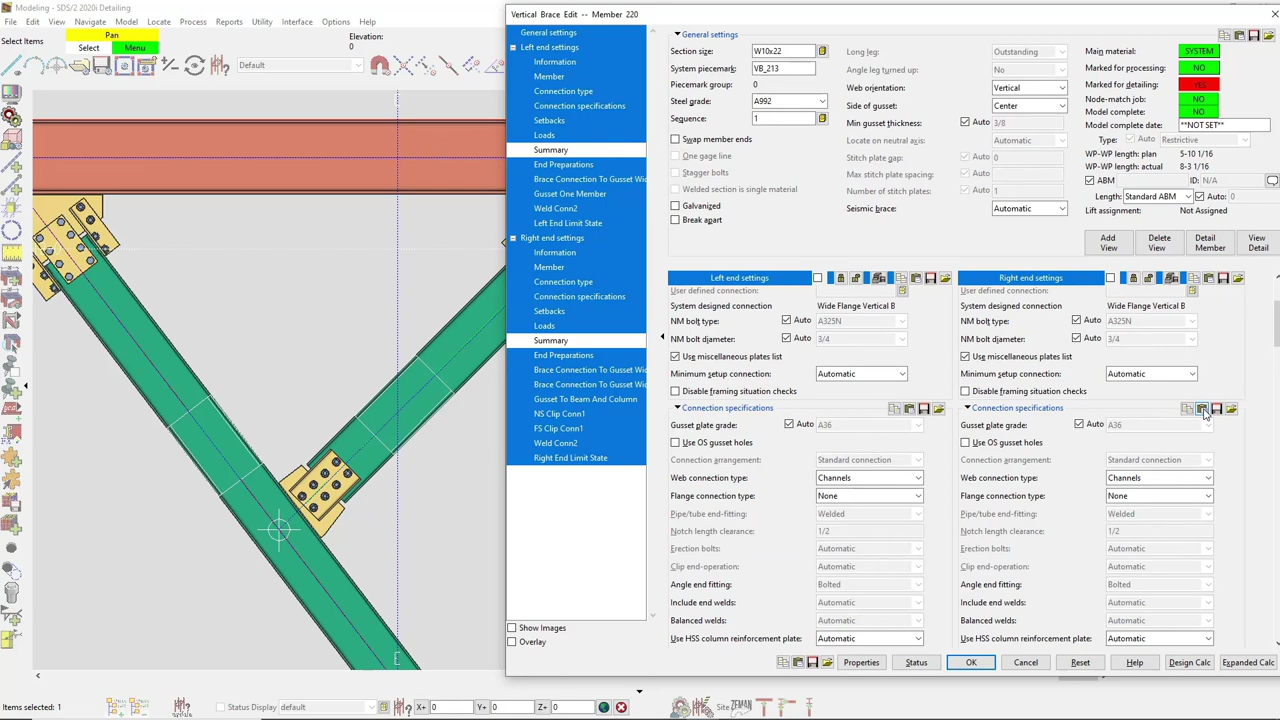 Modeling - SDS/2 2020i Detailing
File Edit View Navigate Material Model Locate Process Reports Utility Interface Options Help
Select Items
Pan
Select Menu
Elevation:
0
Default
Items selected: 1
Status Display default
X+ 0 Y+ 0 Z+ 0
Site ZEMAN
Vertical Brace Edit -- Member 220
General settings
Left end settings
Information
Member
Connection type
Connection specifications
Setbacks
Loads
Summary
End Preparations
Brace Connection To Gusset Wi
Gusset One Member
Weld Conn2
Left End Limit State
Right end settings
Information
Member
Connection type
Connection specifications
Setbacks
Loads
Summary
End Preparations
Brace Connection To Gusset Wi
Brace Connection To Gusset Wi
Gusset To Beam And Column
NS Clip Conn1
FS Clip Conn1
Weld Conn2
Right End Limit State
Show Images
Overlay
General settings
Section size: W10x22
System piecemark: VB_213
Piecemark group: 0
Steel grade: A992
Sequence: 1
Swap member ends
One gage line
Stagger bolts
Welded section is single material
Galvanized
Break apart
Long leg: Outstanding
Angle leg turned up: No
Web orientation: Vertical
Side of gusset: Center
Min gusset thickness: Auto 3/8
Locate on neutral axis: Automatic
Stitch plate gap: Auto 0
Max stitch plate spacing: Auto
Number of stitch plates: Auto 1
Seismic brace: Automatic
Main material: SYSTEM
Marked for processing: NO
Marked for detailing: YES
Node-match job: NO
Model complete: NO
Model complete date: **NOT SET**
Type: Auto Restrictive
WP-WP length: plan 5-10 1/16
WP-WP length: actual 8-3 1/16
ABM ID: N/A
Length: Standard ABM Auto: 0
Lift assignment: Not Assigned
Add View
Delete View
Detail Member
View Detail
Left end settings
User defined connection:
System designed connection Wide Flange Vertical B
NM bolt type: Auto A325N
NM bolt diameter: Auto 3/4
Use miscellaneous plates list
Minimum setup connection: Automatic
Disable framing situation checks
Connection specifications
Gusset plate grade: Auto A36
Use OS gusset holes
Connection arrangement: Standard connection
Web connection type: Channels
Flange connection type: None
Pipe/tube end-fitting: Welded
Notch length clearance: 1/2
Erection bolts: Automatic
Clip end-operation: Automatic
Angle end fitting: Bolted
Include end welds: Automatic
Balanced welds: Automatic
Use HSS column reinforcement plate: Automatic
Right end settings
User defined connection:
System designed connection Wide Flange Vertical B
NM bolt type: Auto A325N
NM bolt diameter: Auto 3/4
Use miscellaneous plates list
Minimum setup connection: Automatic
Disable framing situation checks
Connection specifications
Gusset plate grade: Auto A36
Use OS gusset holes
Connection arrangement: Standard connection
Web connection type: Channels
Flange connection type: None
Pipe/tube end-fitting: Welded
Notch length clearance: 1/2
Erection bolts: Automatic
Clip end-operation: Automatic
Angle end fitting: Bolted
Include end welds: Automatic
Balanced welds: Automatic
Use HSS column reinforcement plate: Automatic
Properties Status OK Cancel Reset Help Design Calc Expanded Calc